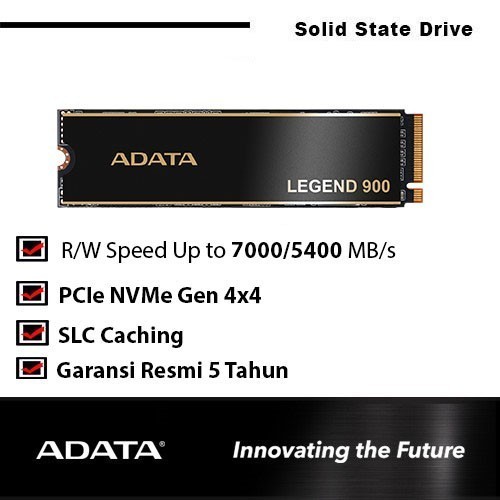 Solid State Drive
ADATA
LEGEND 900
R/W Speed Up to 7000/5400 MB/s
PCIe NVMe Gen 4x4
SLC Caching
Garansi Resmi 5 Tahun
ADATA® Innovating the Future